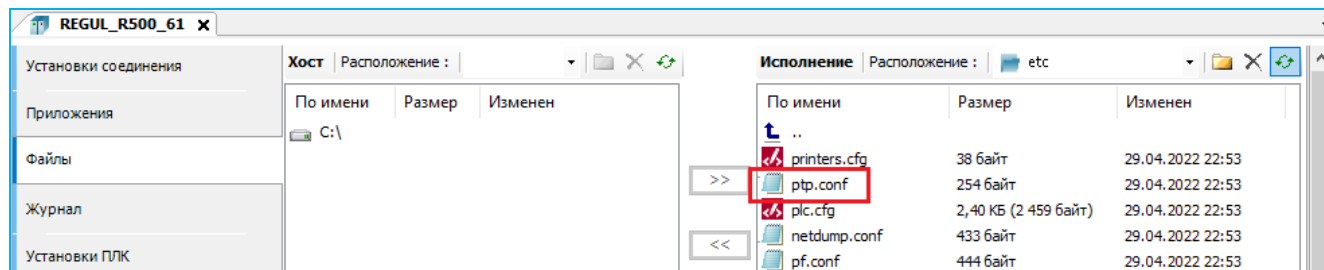 REGUL_R500_61 x
Установки соединения
Приложения
Файлы
Журнал
Установки ПЛК
Хост Расположение :
По имени Размер Изменен
C:\
>>
<<
Исполнение Расположение : etc
По имени Размер Изменен
..
printers.cfg 38 байт 29.04.2022 22:53
ptp.conf 254 байт 29.04.2022 22:53
plc.cfg 2,40 КБ (2 459 байт) 29.04.2022 22:53
netdump.conf 433 байт 29.04.2022 22:53
pf.conf 444 байт 29.04.2022 22:53